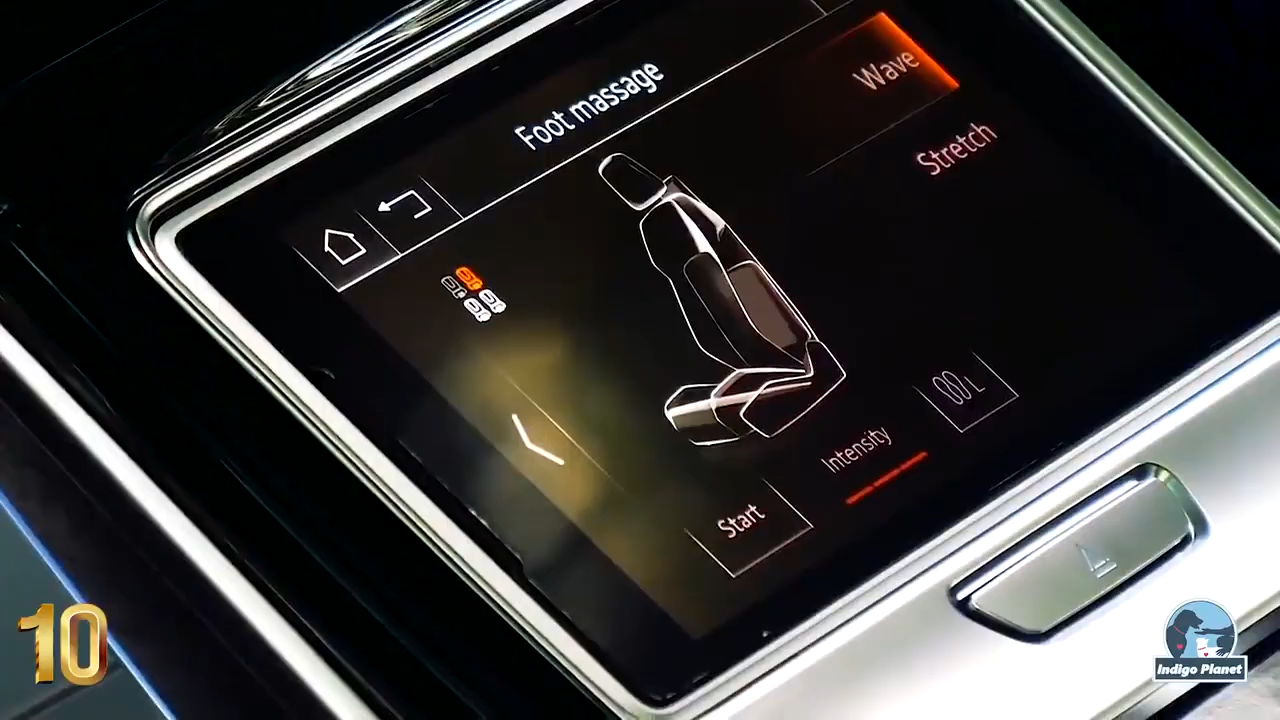 Foot massage
Wave
Stretch
Intensity
Start
10
Indigo Planet